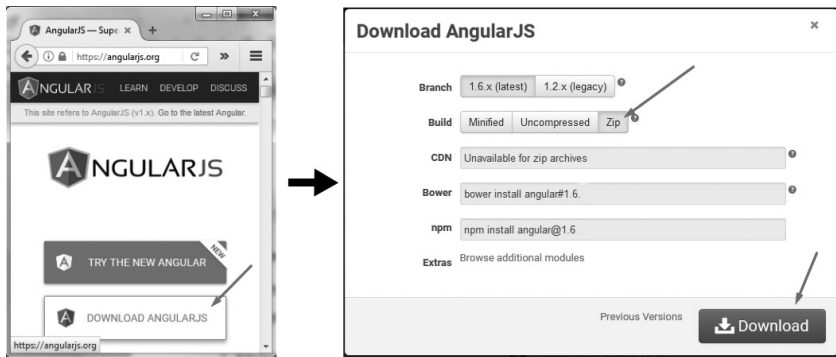 AngularJS — Supe ×
+
https://angularjs.org
ANGULARJS LEARN DEVELOP DISCUSS
This site refers to AngularJS (v1.x). Go to the latest Angular.
ANGULARJS
NEW
TRY THE NEW ANGULAR
DOWNLOAD ANGULARJS
https://angularjs.org
Download AngularJS ×
Branch 1.6.x (latest) 1.2.x (legacy) ?
Build Minified Uncompressed Zip ?
CDN Unavailable for zip archives ?
Bower bower install angular#1.6. ?
npm npm install angular@1.6
Extras Browse additional modules
Previous Versions Download